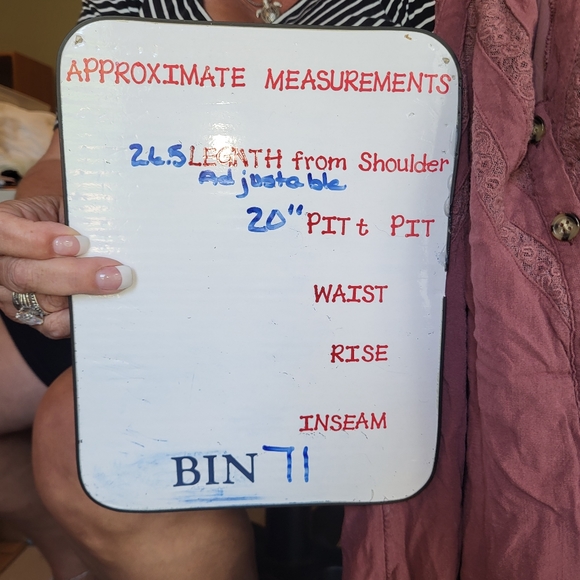 APPROXIMATE MEASUREMENTS
26.5 LEGNTH from Shoulder
Adjustable
20" PIT t PIT
WAIST
RISE
INSEAM
BIN 71